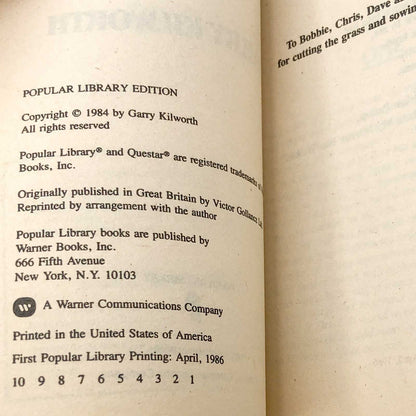 POPULAR LIBRARY EDITION
Copyright © 1984 by Garry Kilworth
All rights reserved
Popular Library® and Questar® are registered trademarks of
Books, Inc.
Originally published in Great Britain by Victor Gollancz Ltd.
Reprinted by arrangement with the author
Popular Library books are published by
Warner Books, Inc.
666 Fifth Avenue
New York, N.Y. 10103
A Warner Communications Company
Printed in the United States of America
First Popular Library Printing: April, 1986
10 9 8 7 6 5 4 3 2 1
To Bobbie, Chris, Dave
for cutting the grass and sowin